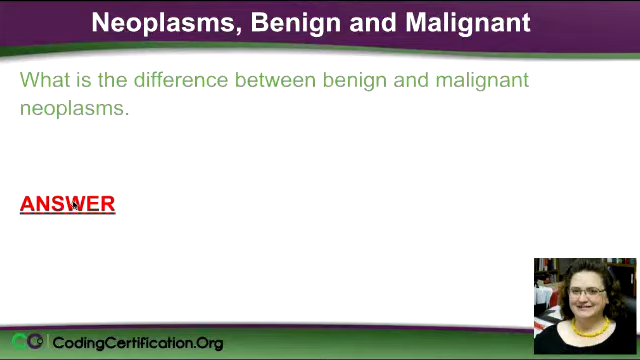 Neoplasms, Benign and Malignant
What is the difference between benign and malignant
neoplasms.
ANSWER
CodingCertification.Org